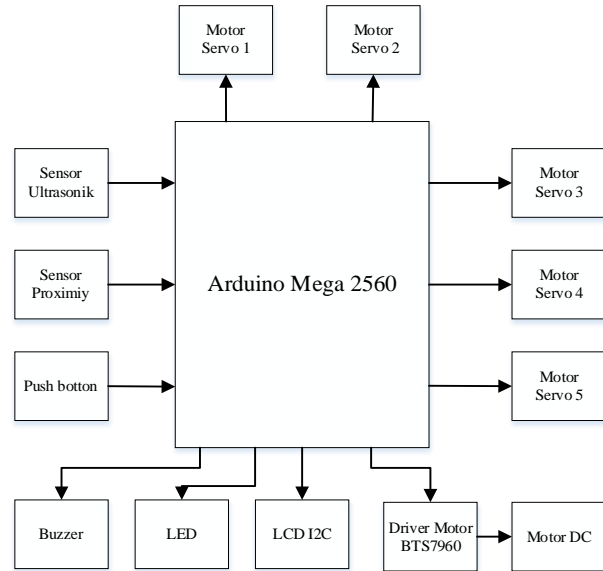 Motor
Servo 1
Motor
Servo 2
Sensor
Ultrasonik
Motor
Servo 3
Sensor
Proximiy
Arduino Mega 2560
Motor
Servo 4
Push botton
Motor
Servo 5
Buzzer
LED
LCD I2C
Driver Motor
BTS7960
Motor DC